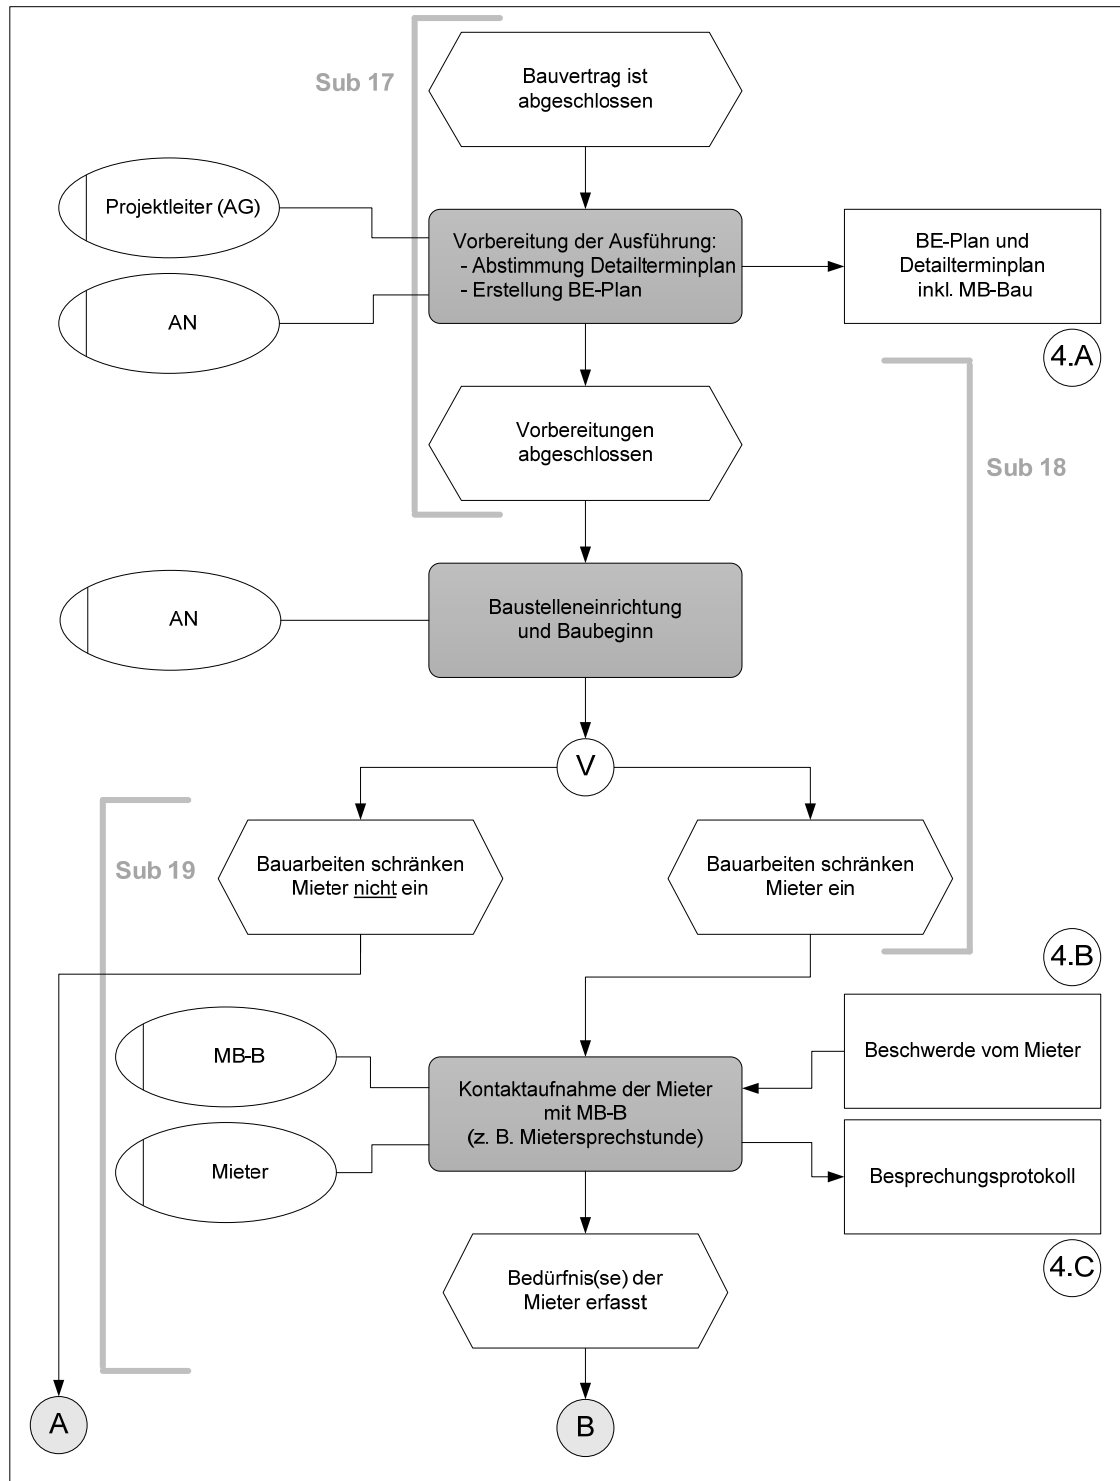 Sub 17
Bauvertrag ist
abgeschlossen
Projektleiter (AG)
AN
Vorbereitung der Ausführung:
- Abstimmung Detailterminplan
- Erstellung BE-Plan
BE-Plan und
Detailterminplan
inkl. MB-Bau
4.A
Vorbereitungen
abgeschlossen
Sub 18
AN
Baustelleneinrichtung
und Baubeginn
V
Sub 19
Bauarbeiten schränken
Mieter nicht ein
Bauarbeiten schränken
Mieter ein
4.B
MB-B
Mieter
Kontaktaufnahme der Mieter
mit MB-B
(z. B. Mietersprechstunde)
Beschwerde vom Mieter
Besprechungsprotokoll
4.C
Bedürfnis(se) der
Mieter erfasst
A
B